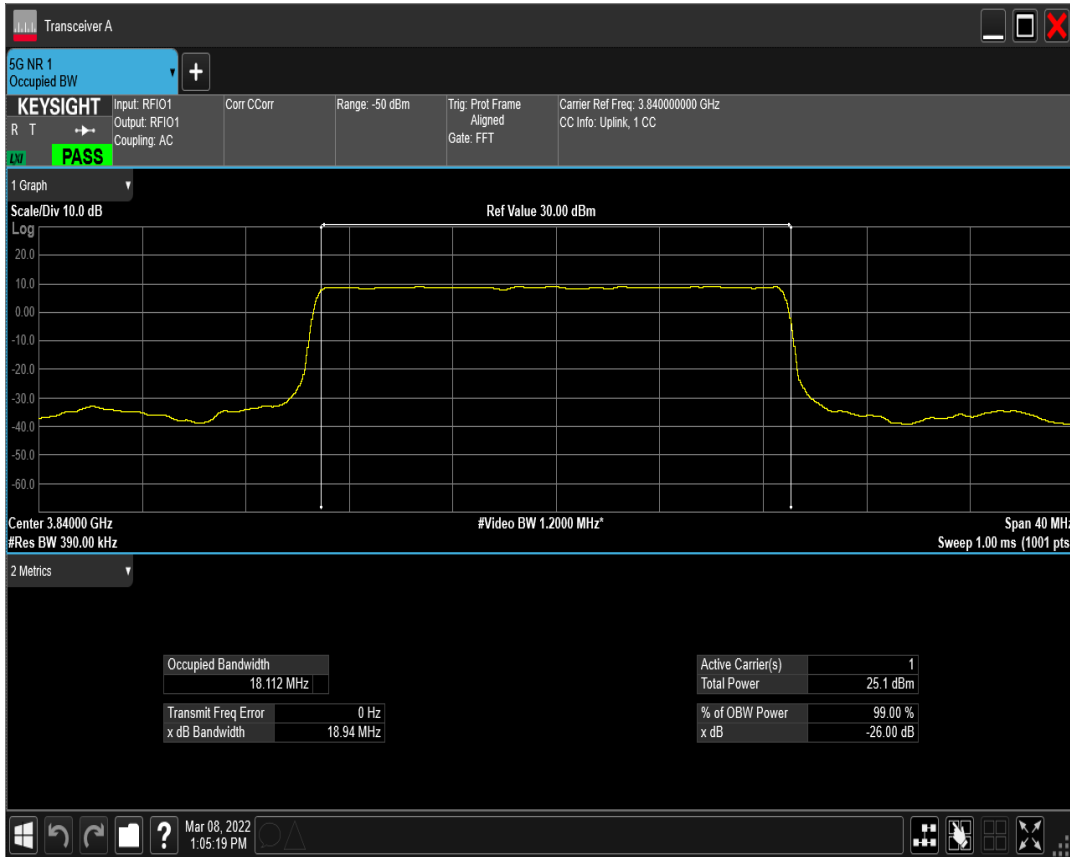 Transceiver A
5G NR 1
Occupied BW
KEYSIGHT
R T
LXI
PASS
Input: RFIO1
Output: RFIO1
Coupling: AC
Corr CCorr
Range: -50 dBm
Trig: Prot Frame
Aligned
Gate: FFT
Carrier Ref Freq: 3.840000000 GHz
CC Info: Uplink, 1 CC
1 Graph
Scale/Div 10.0 dB
Ref Value 30.00 dBm
Log
20.0
10.0
0.00
-10.0
-20.0
-30.0
-40.0
-50.0
-60.0
Center 3.84000 GHz
#Video BW 1.2000 MHz*
Span 40 MHz
#Res BW 390.00 kHz
Sweep 1.00 ms (1001 pts
2 Metrics
Occupied Bandwidth
18.112 MHz
Transmit Freq Error 0 Hz
x dB Bandwidth 18.94 MHz
Active Carrier(s) 1
Total Power 25.1 dBm
% of OBW Power 99.00 %
x dB -26.00 dB
?
Mar 08, 2022
1:05:19 PM